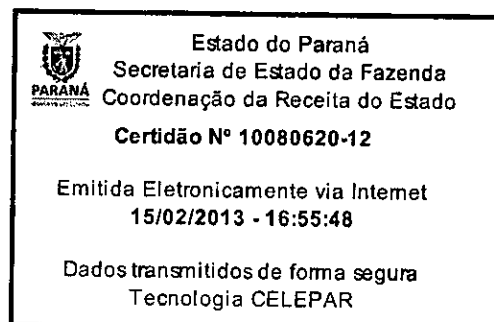 Estado do Paraná
Secretaria de Estado da Fazenda
PARANÁ
Coordenação da Receita do Estado
Certidão Nº 10080620-12
Emitida Eletronicamente via Internet
15/02/2013 - 16:55:48
Dados transmitidos de forma segura
Tecnologia CELEPAR